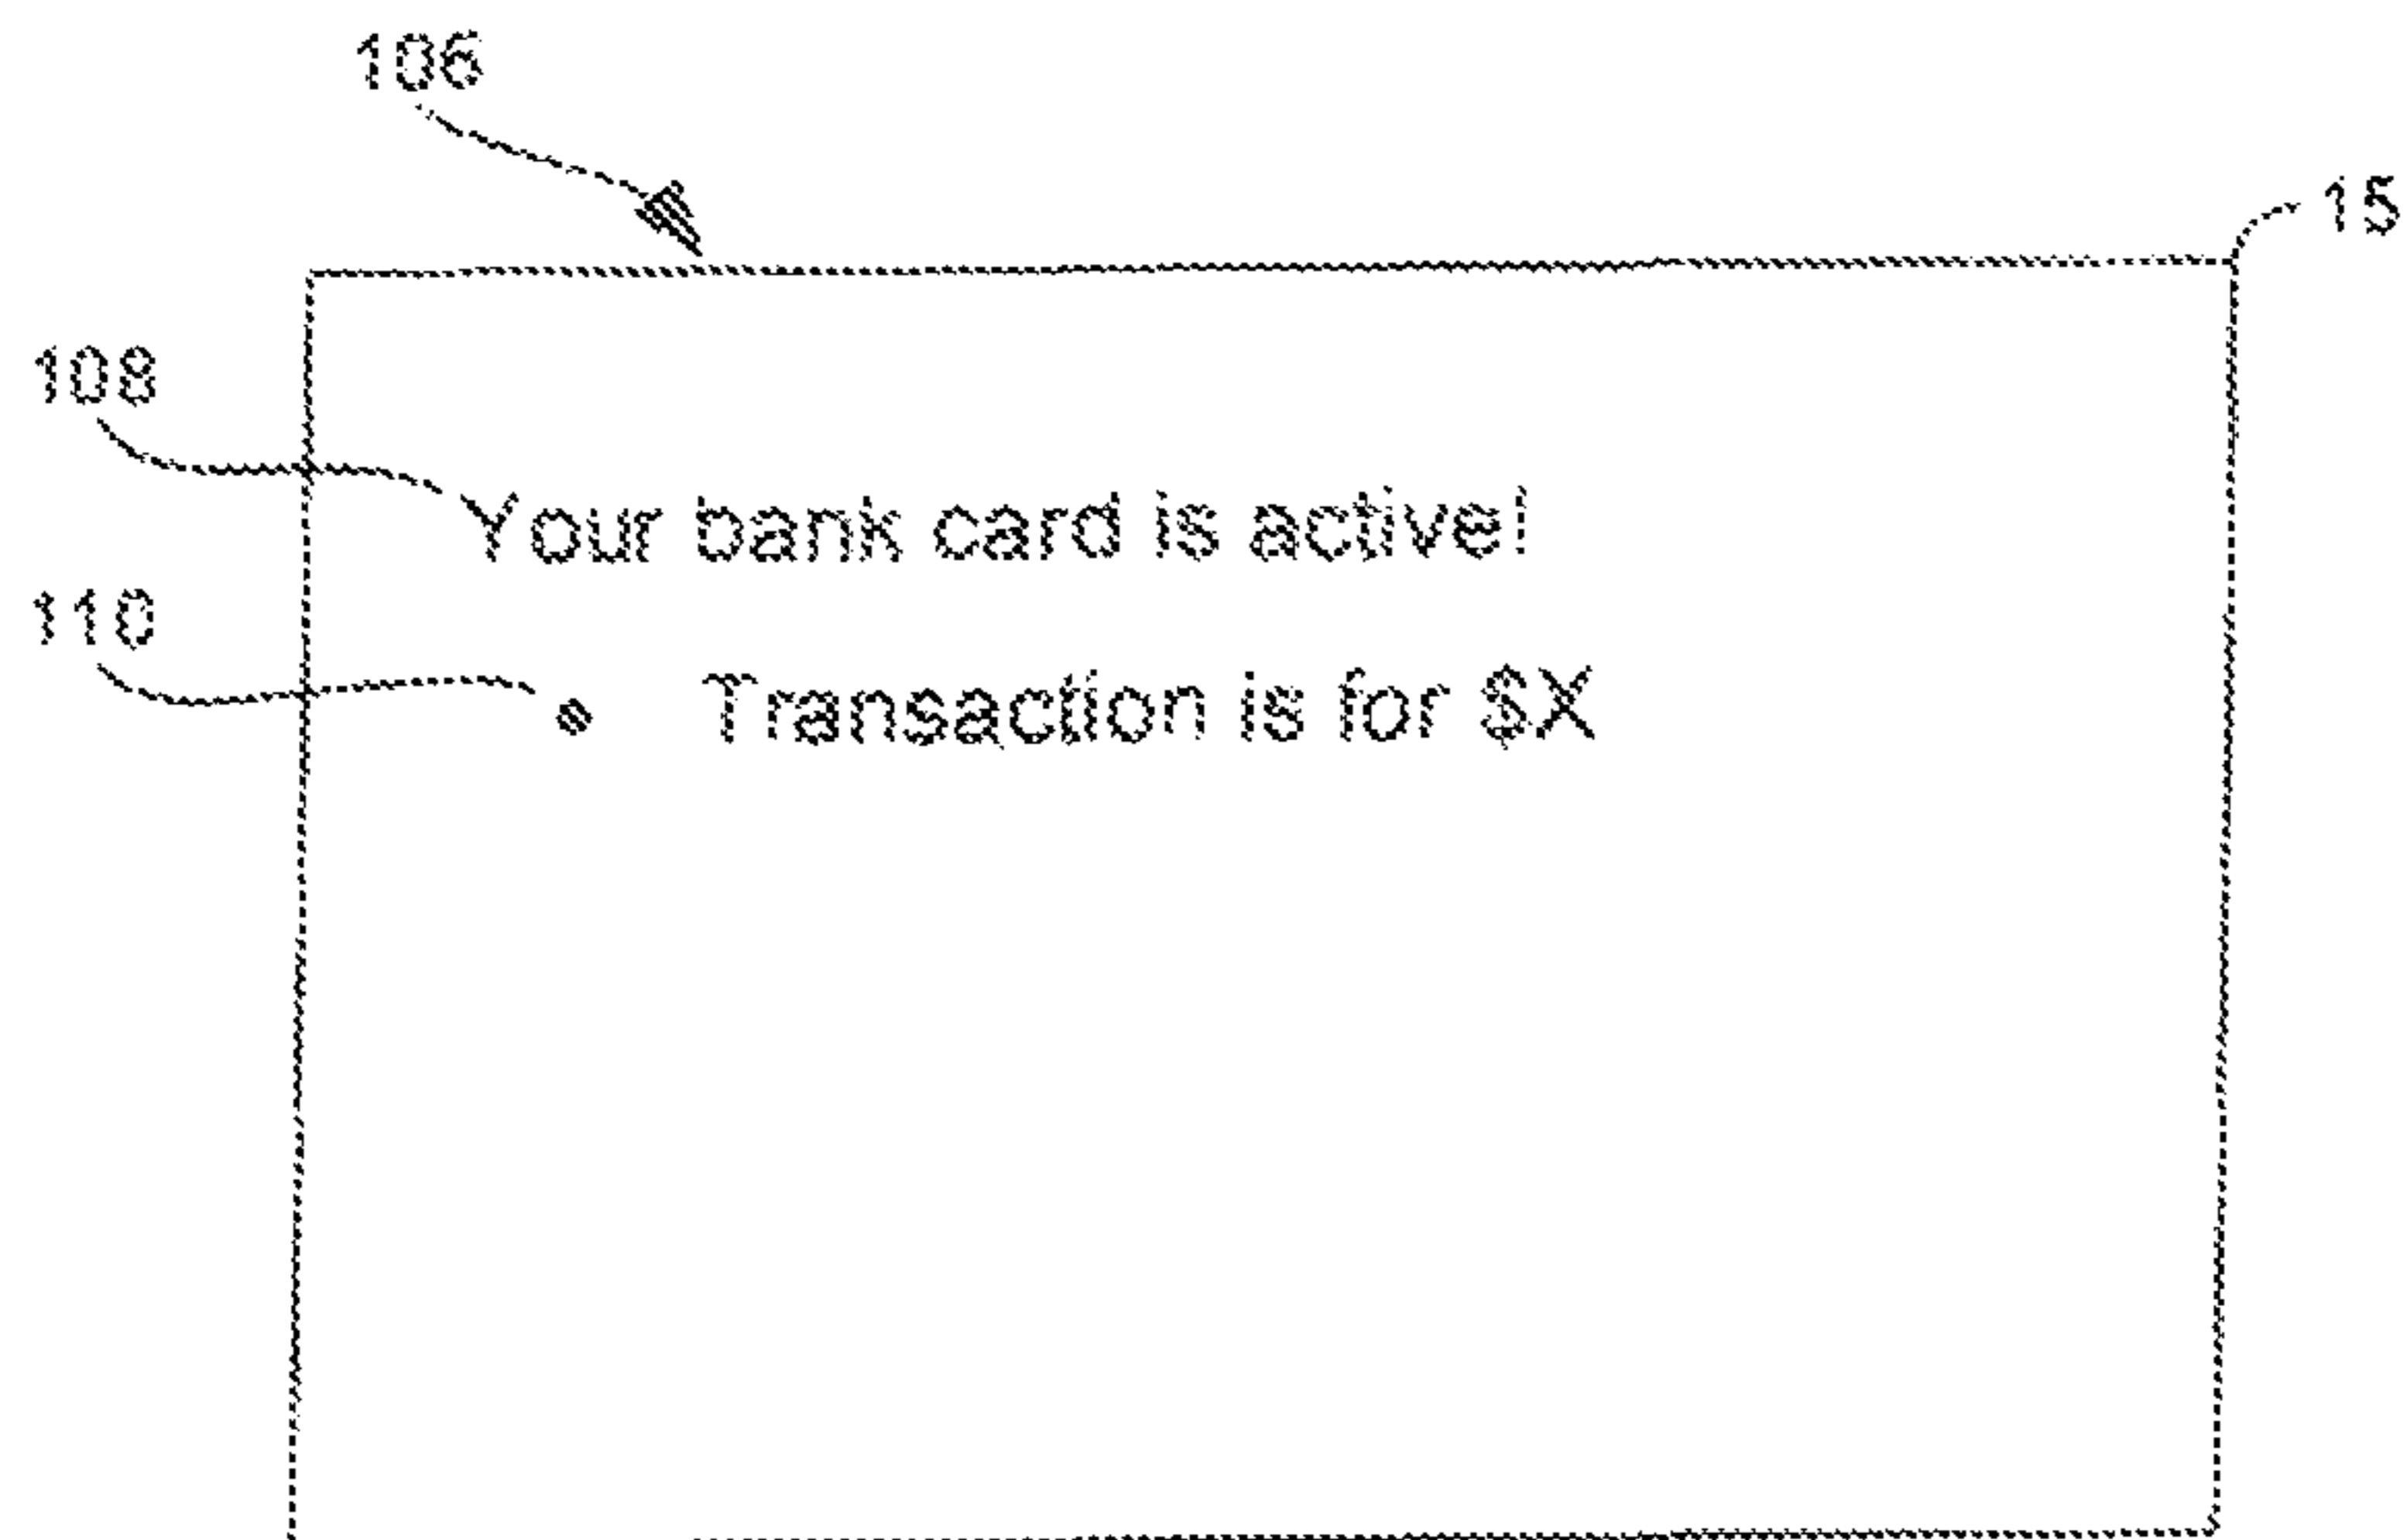 106
15
108
Your bank card is active!
110
• Transaction is for $X